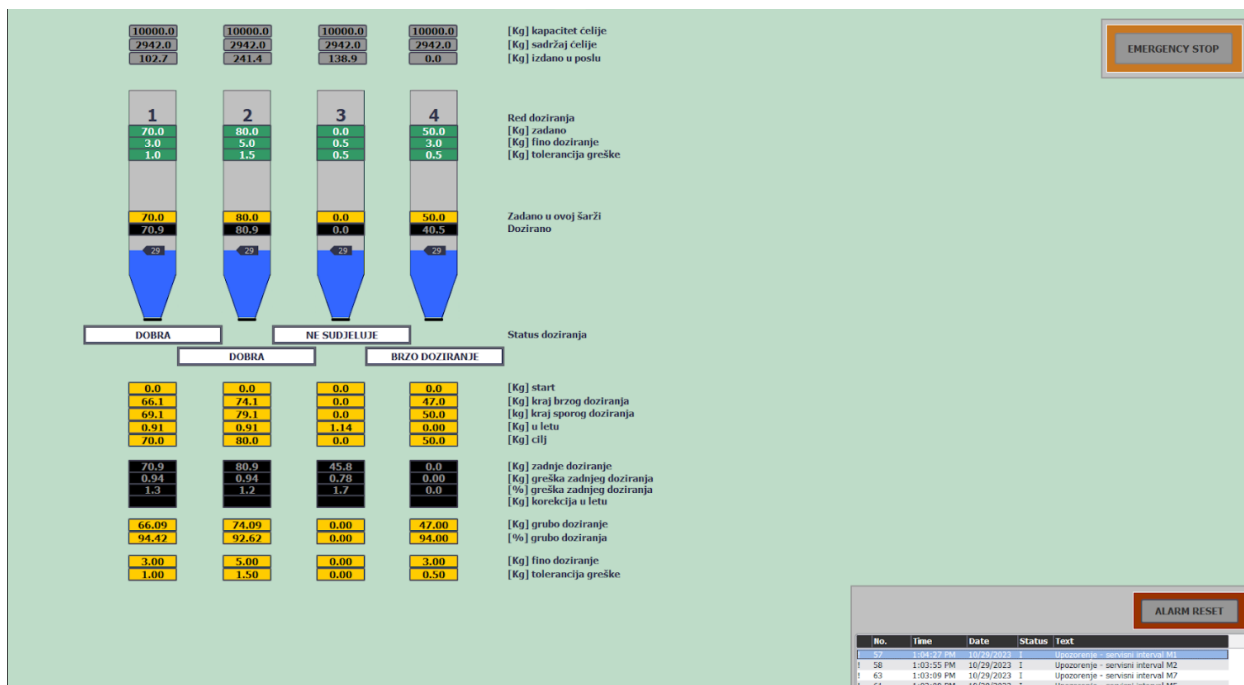 10000.0 10000.0 10000.0 10000.0 [Kg] kapacitet ćelije
2942.0 2942.0 2942.0 2942.0 [Kg] sadržaj ćelije
102.7 241.4 138.9 0.0 [Kg] izdano u poslu
EMERGENCY STOP
1 2 3 4 Red doziranja
70.0 80.0 0.0 50.0 [Kg] zadano
3.0 5.0 0.5 3.0 [Kg] fino doziranje
1.0 1.5 0.5 0.5 [Kg] tolerancija greške
70.0 80.0 0.0 50.0 Zadano u ovoj šarži
70.9 80.9 0.0 40.5 Dozirano
29 29 29 29
DOBRA NE SUDJELUJE Status doziranja
DOBRA BRZO DOZIRANJE
0.0 0.0 0.0 0.0 [Kg] start
66.1 74.1 0.0 47.0 [Kg] kraj brzog doziranja
69.1 79.1 0.0 50.0 [kg] kraj sporog doziranja
0.91 0.91 1.14 0.00 [Kg] u letu
70.0 80.0 0.0 50.0 [Kg] cilj
70.9 80.9 45.8 0.0 [Kg] zadnje doziranje
0.94 0.94 0.78 0.00 [Kg] greška zadnjeg doziranja
1.3 1.2 1.7 0.0 [%] greška zadnjeg doziranja
[Kg] korekcija u letu
66.09 74.09 0.00 47.00 [Kg] grubo doziranje
94.42 92.62 0.00 94.00 [%] grubo doziranja
3.00 5.00 0.00 3.00 [Kg] fino doziranje
1.00 1.50 0.00 0.50 [Kg] tolerancija greške
ALARM RESET
No. Time Date Status Text
! 57 1:04:27 PM 10/29/2023 I Upozorenje - servisni interval M1
! 58 1:03:55 PM 10/29/2023 I Upozorenje - servisni interval M2
! 63 1:03:09 PM 10/29/2023 I Upozorenje - servisni interval M7